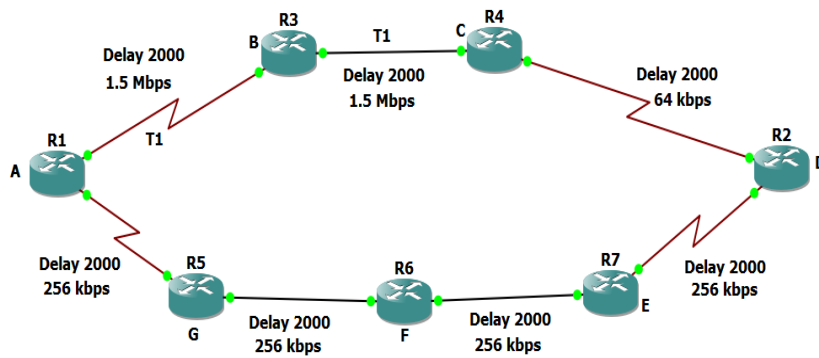 R3
B
T1
C
R4
Delay 2000
1.5 Mbps
Delay 2000
1.5 Mbps
Delay 2000
64 kbps
T1
R1
A
R2
Delay 2000
256 kbps
R5
G
Delay 2000
256 kbps
R6
F
Delay 2000
256 kbps
R7
E
Delay 2000
256 kbps